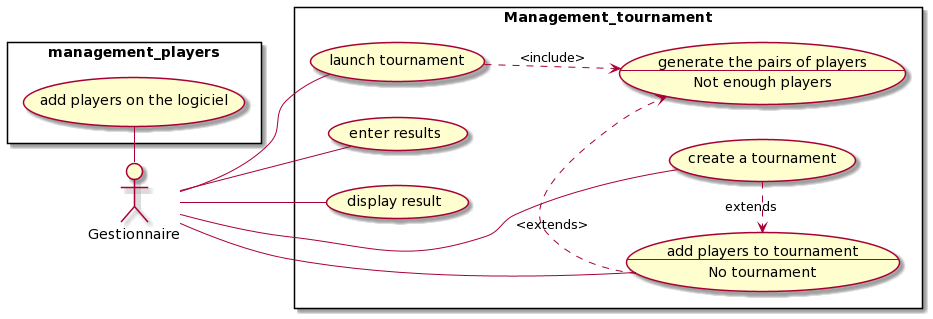 Management_tournament
management_players
launch tournament
<include>
generate the pairs of players
Not enough players
add players on the logiciel
enter results
create a tournament
display result
extends
<extends>
Gestionnaire
add players to tournament
No tournament